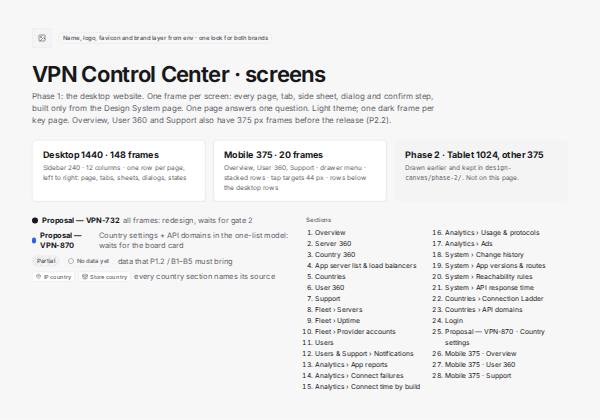 Name, logo, favicon and brand layer from env · one look for both brands
VPN Control Center · screens
Phase 1: the desktop website. One frame per screen: every page, tab, side sheet, dialog and confirm step,
built only from the Design System page. One page answers one question. Light theme; one dark frame per
key page. Overview, User 360 and Support also have 375 px frames before the release (P2.2).
Desktop 1440 · 148 frames
Sidebar 240 · 12 columns · one row per page,
left to right: page, tabs, sheets, dialogs, states
Mobile 375 · 20 frames
Overview, User 360, Support · drawer menu ·
stacked rows · tap targets 44 px · rows below
the desktop rows
Phase 2 · Tablet 1024, other 375
Drawn earlier and kept in design-
canvas/phase-2/. Not on this page.
Proposal — VPN-732 all frames: redesign, waits for gate 2
Proposal —
VPN-870
Country settings + API domains in the one-list model:
waits for the board card
Partial No data yet data that P1.2 / B1–B5 must bring
IP country Store country every country section names its source
Sections
1. Overview
2. Server 360
3. Country 360
4. App server list & load balancers
5. Countries
6. User 360
7. Support
8. Fleet › Servers
9. Fleet › Uptime
10. Fleet › Provider accounts
11. Users
12. Users & Support › Notifications
13. Analytics › App reports
14. Analytics › Connect failures
15. Analytics › Connect time by build
16. Analytics › Usage & protocols
17. Analytics › Ads
18. System › Change history
19. System › App versions & routes
20. System › Reachability rules
21. System › API response time
22. Countries › Connection Ladder
23. Countries › API domains
24. Login
25. Proposal — VPN-870 · Country
settings
26. Mobile 375 · Overview
27. Mobile 375 · User 360
28. Mobile 375 · Support